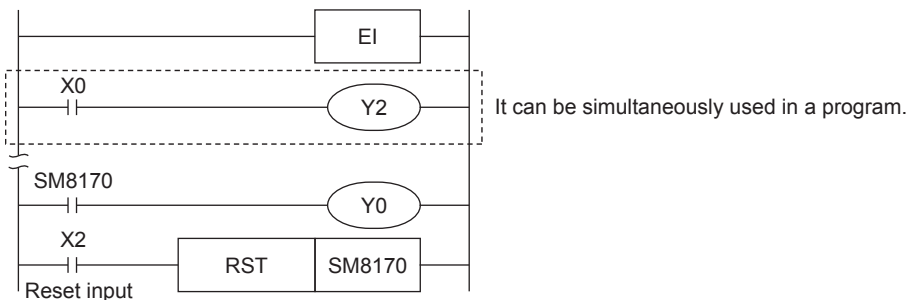 EI
X0
Y2
It can be simultaneously used in a program.
SM8170
Y0
X2
RST
SM8170
Reset input